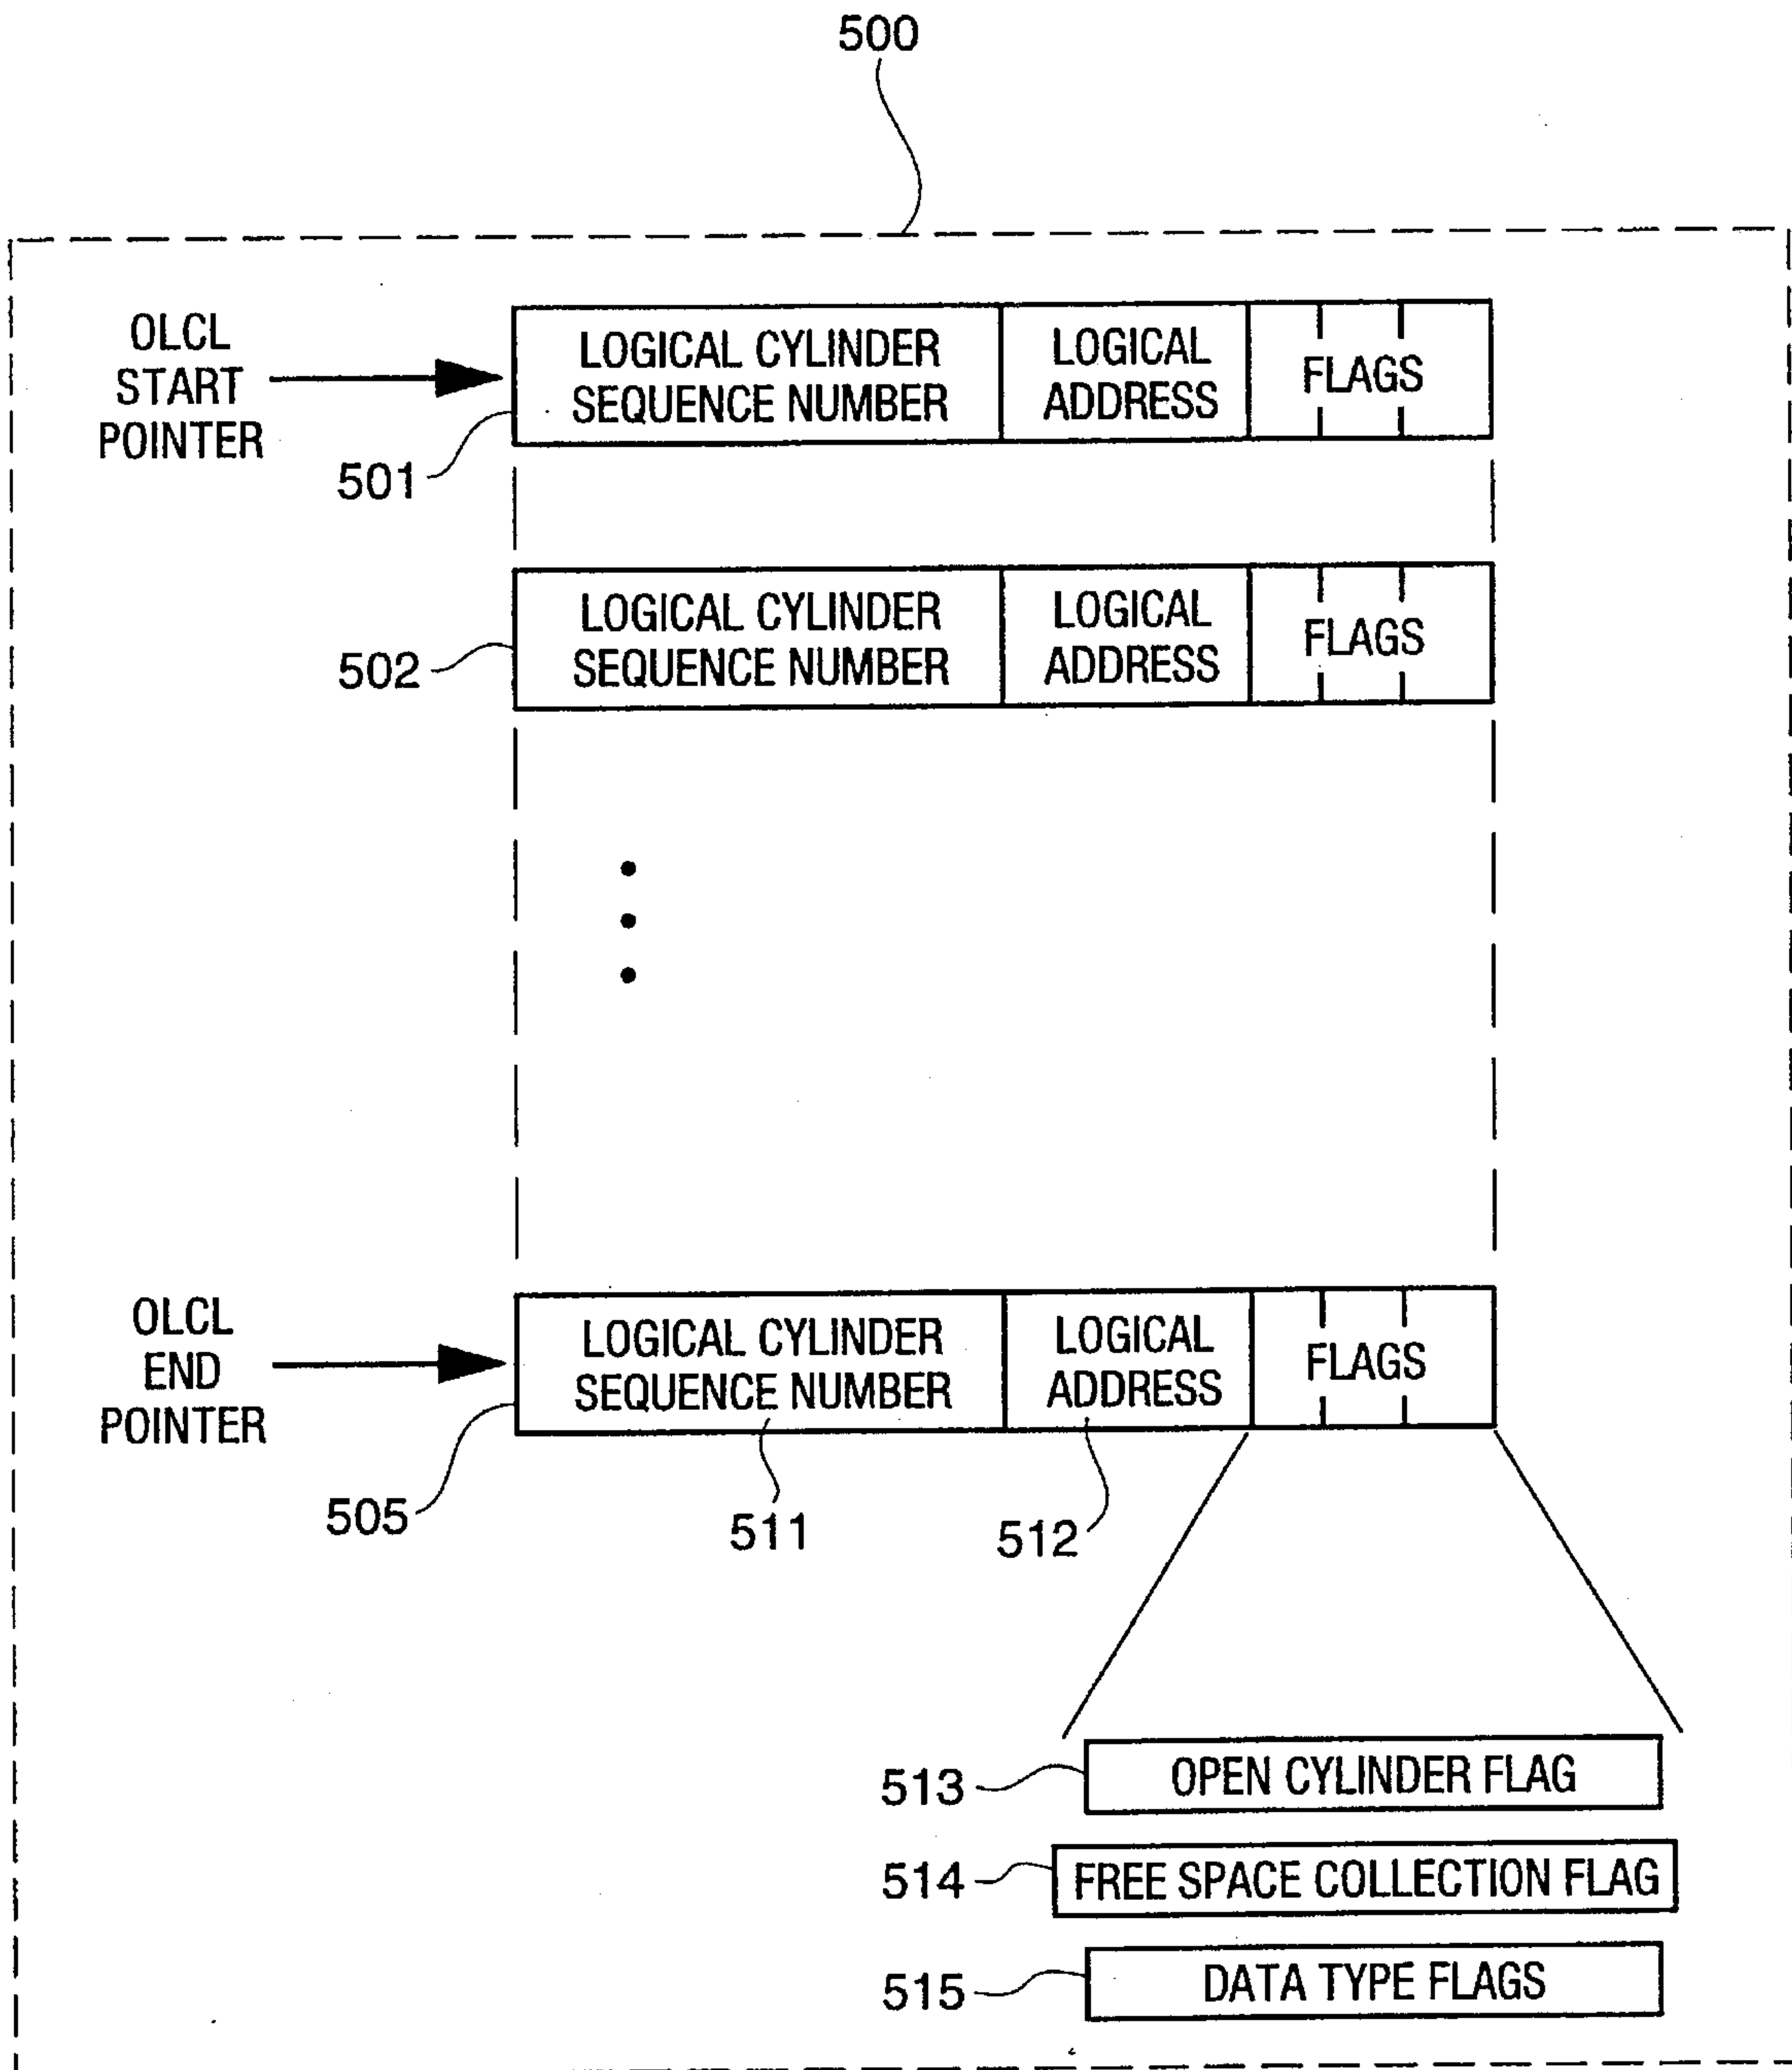 500
OLCL
START
POINTER
LOGICAL CYLINDER
SEQUENCE NUMBER
LOGICAL
ADDRESS
FLAGS
501
LOGICAL CYLINDER
SEQUENCE NUMBER
LOGICAL
ADDRESS
FLAGS
502
OLCL
END
POINTER
LOGICAL CYLINDER
SEQUENCE NUMBER
LOGICAL
ADDRESS
FLAGS
505
511
512
513
OPEN CYLINDER FLAG
514
FREE SPACE COLLECTION FLAG
515
DATA TYPE FLAGS